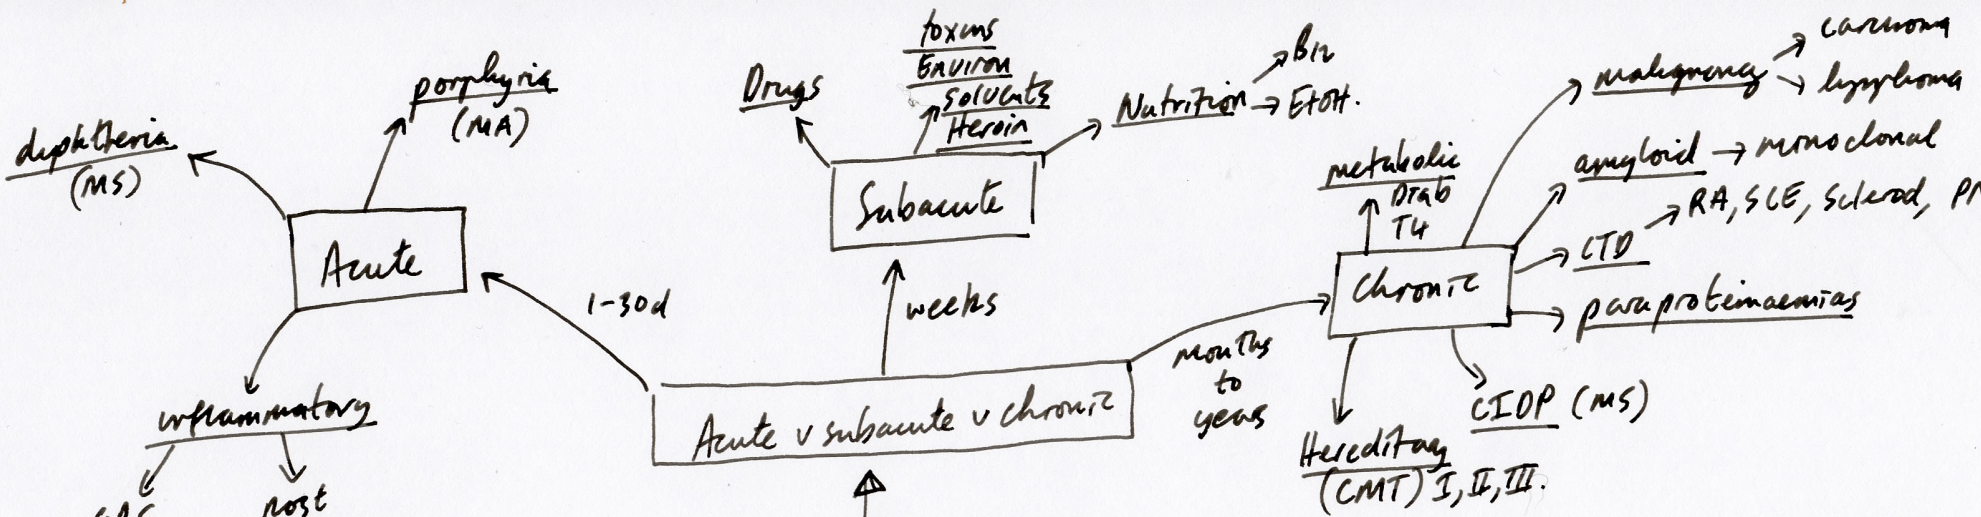 diphtheria
(MS)
porphyria
(MA)
Acute
1-30d
inflammatory
post
Drugs
toxins
Environ
solvents
Heroin
Nutrition
B12
EtOH.
Subacute
weeks
Acute v subacute v chronic
months
to
years
metabolic
Diab
T4
Chronic
malignancy
carcinoma
lymphoma
amyloid → monoclonal
CTD
RA, SLE, Sclerod,
paraproteinaemias
CIDP (MS)
Hereditary
(CMT) I, II, III.